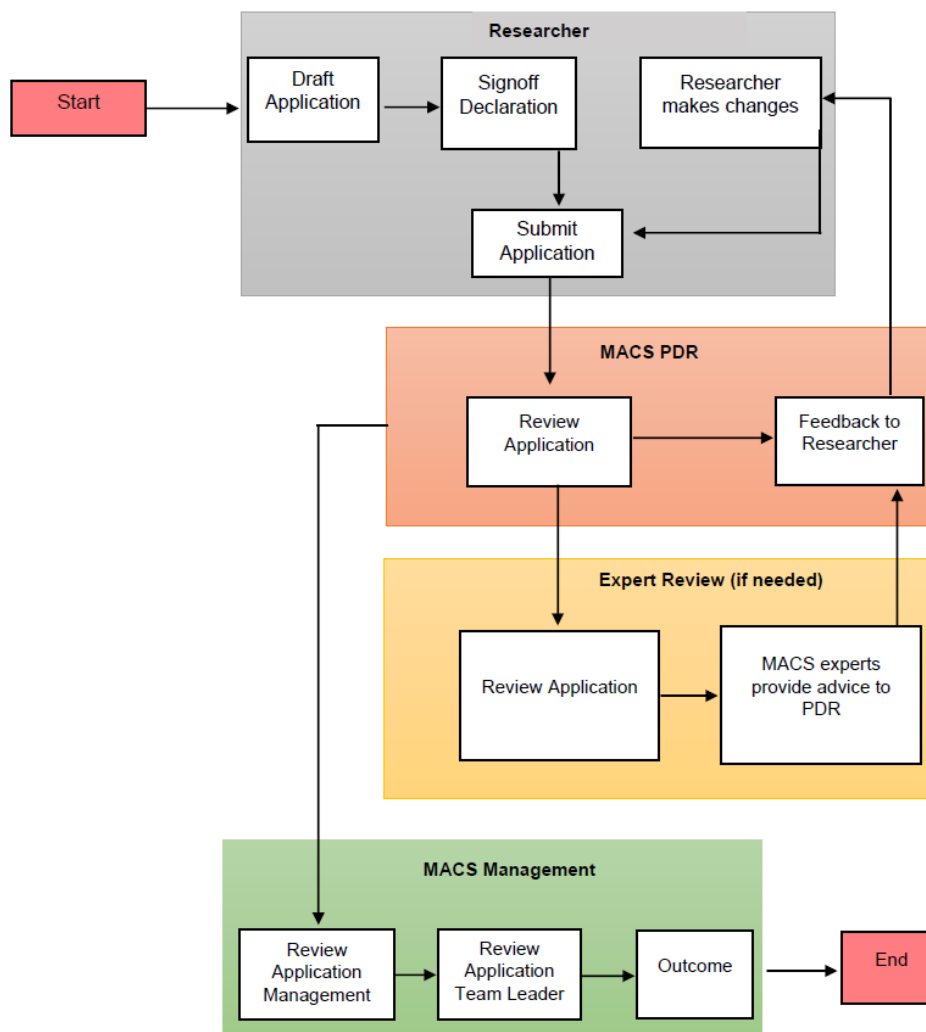 Researcher
Start
Draft
Application
Signoff
Declaration
Researcher
makes changes
Submit
Application
MACS PDR
Review
Application
Feedback to
Researcher
Expert Review (if needed)
Review Application
MACS experts
provide advice to
PDR
MACS Management
Review
Application
Management
Review
Application
Team Leader
Outcome
End